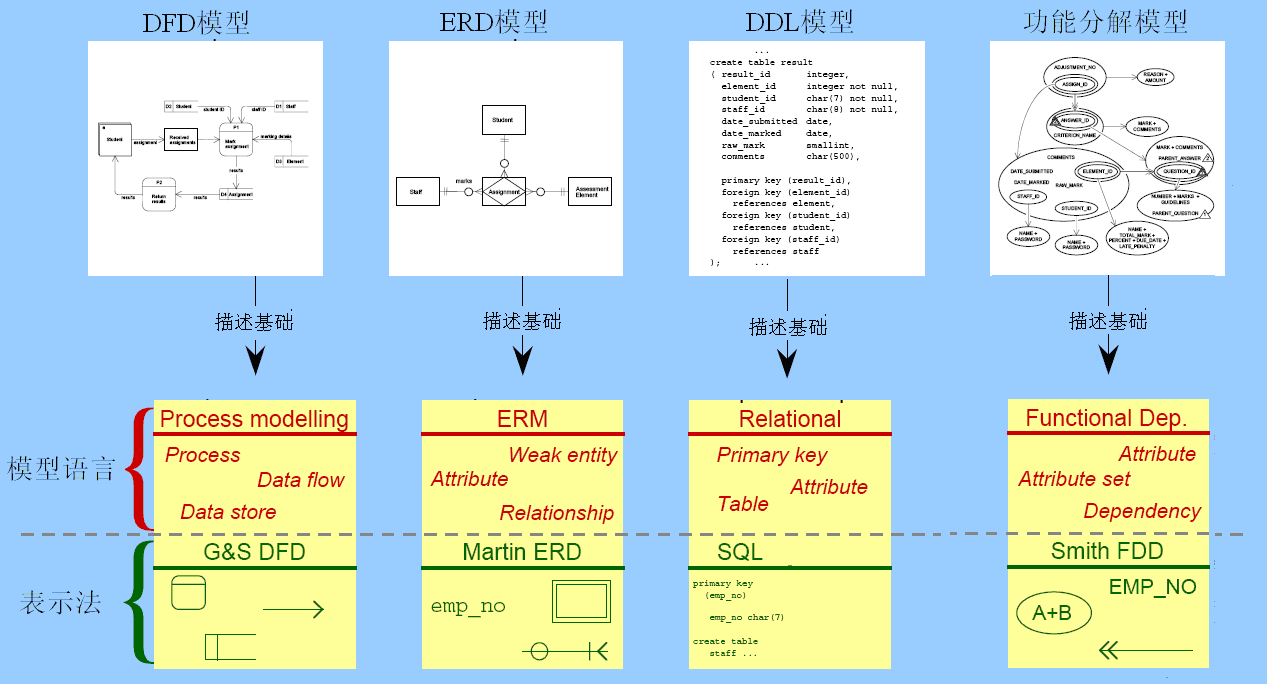 DFD模型
ERD模型
DDL模型
功能分解模型
D2 Student
student ID
staff ID
D1 Staff
a
Student
assignment
Received
assignments
P1
Mark
assignment
marking details
D3 Element
results
P2
Return
results
results
results
D4 Assignment
Student
marks
Staff
Assignment
Assessment
Element
...
create table result
( result_id integer,
element_id integer not null,
student_id char(7) not null,
staff_id char(8) not null,
date_submitted date,
date_marked date,
raw_mark smallint,
comments char(500),
primary key (result_id),
foreign key (element_id)
references element,
foreign key (student_id)
references student,
foreign key (staff_id)
references staff
); ...
ADJUSTMENT_NO
ASSIGN_ID
REASON +
AMOUNT
ANSWER_ID
CRITERION_NAME
MARK +
COMMENTS
MARK + COMMENTS
PARENT_ANSWER
QUESTION_ID
COMMENTS
ELEMENT_ID
DATE_SUBMITTED
DATE_MARKED
RAW_MARK
STAFF_ID
STUDENT_ID
NUMBER + MARKS +
GUIDELINES
PARENT_QUESTION
NAME +
PASSWORD
NAME +
PASSWORD
NAME +
TOTAL_MARK +
PERCENT + DUE_DATE +
LATE_PENALTY
描述基础
描述基础
描述基础
描述基础
模型语言
Process modelling
Process
Data flow
Data store
ERM
Weak entity
Attribute
Relationship
Relational
Primary key
Attribute
Table
Functional Dep.
Attribute
Attribute set
Dependency
表示法
G&S DFD
Martin ERD
emp_no
SQL
primary key
(emp_no)
emp_no char(7)
create table
staff ...
Smith FDD
EMP_NO
A+B